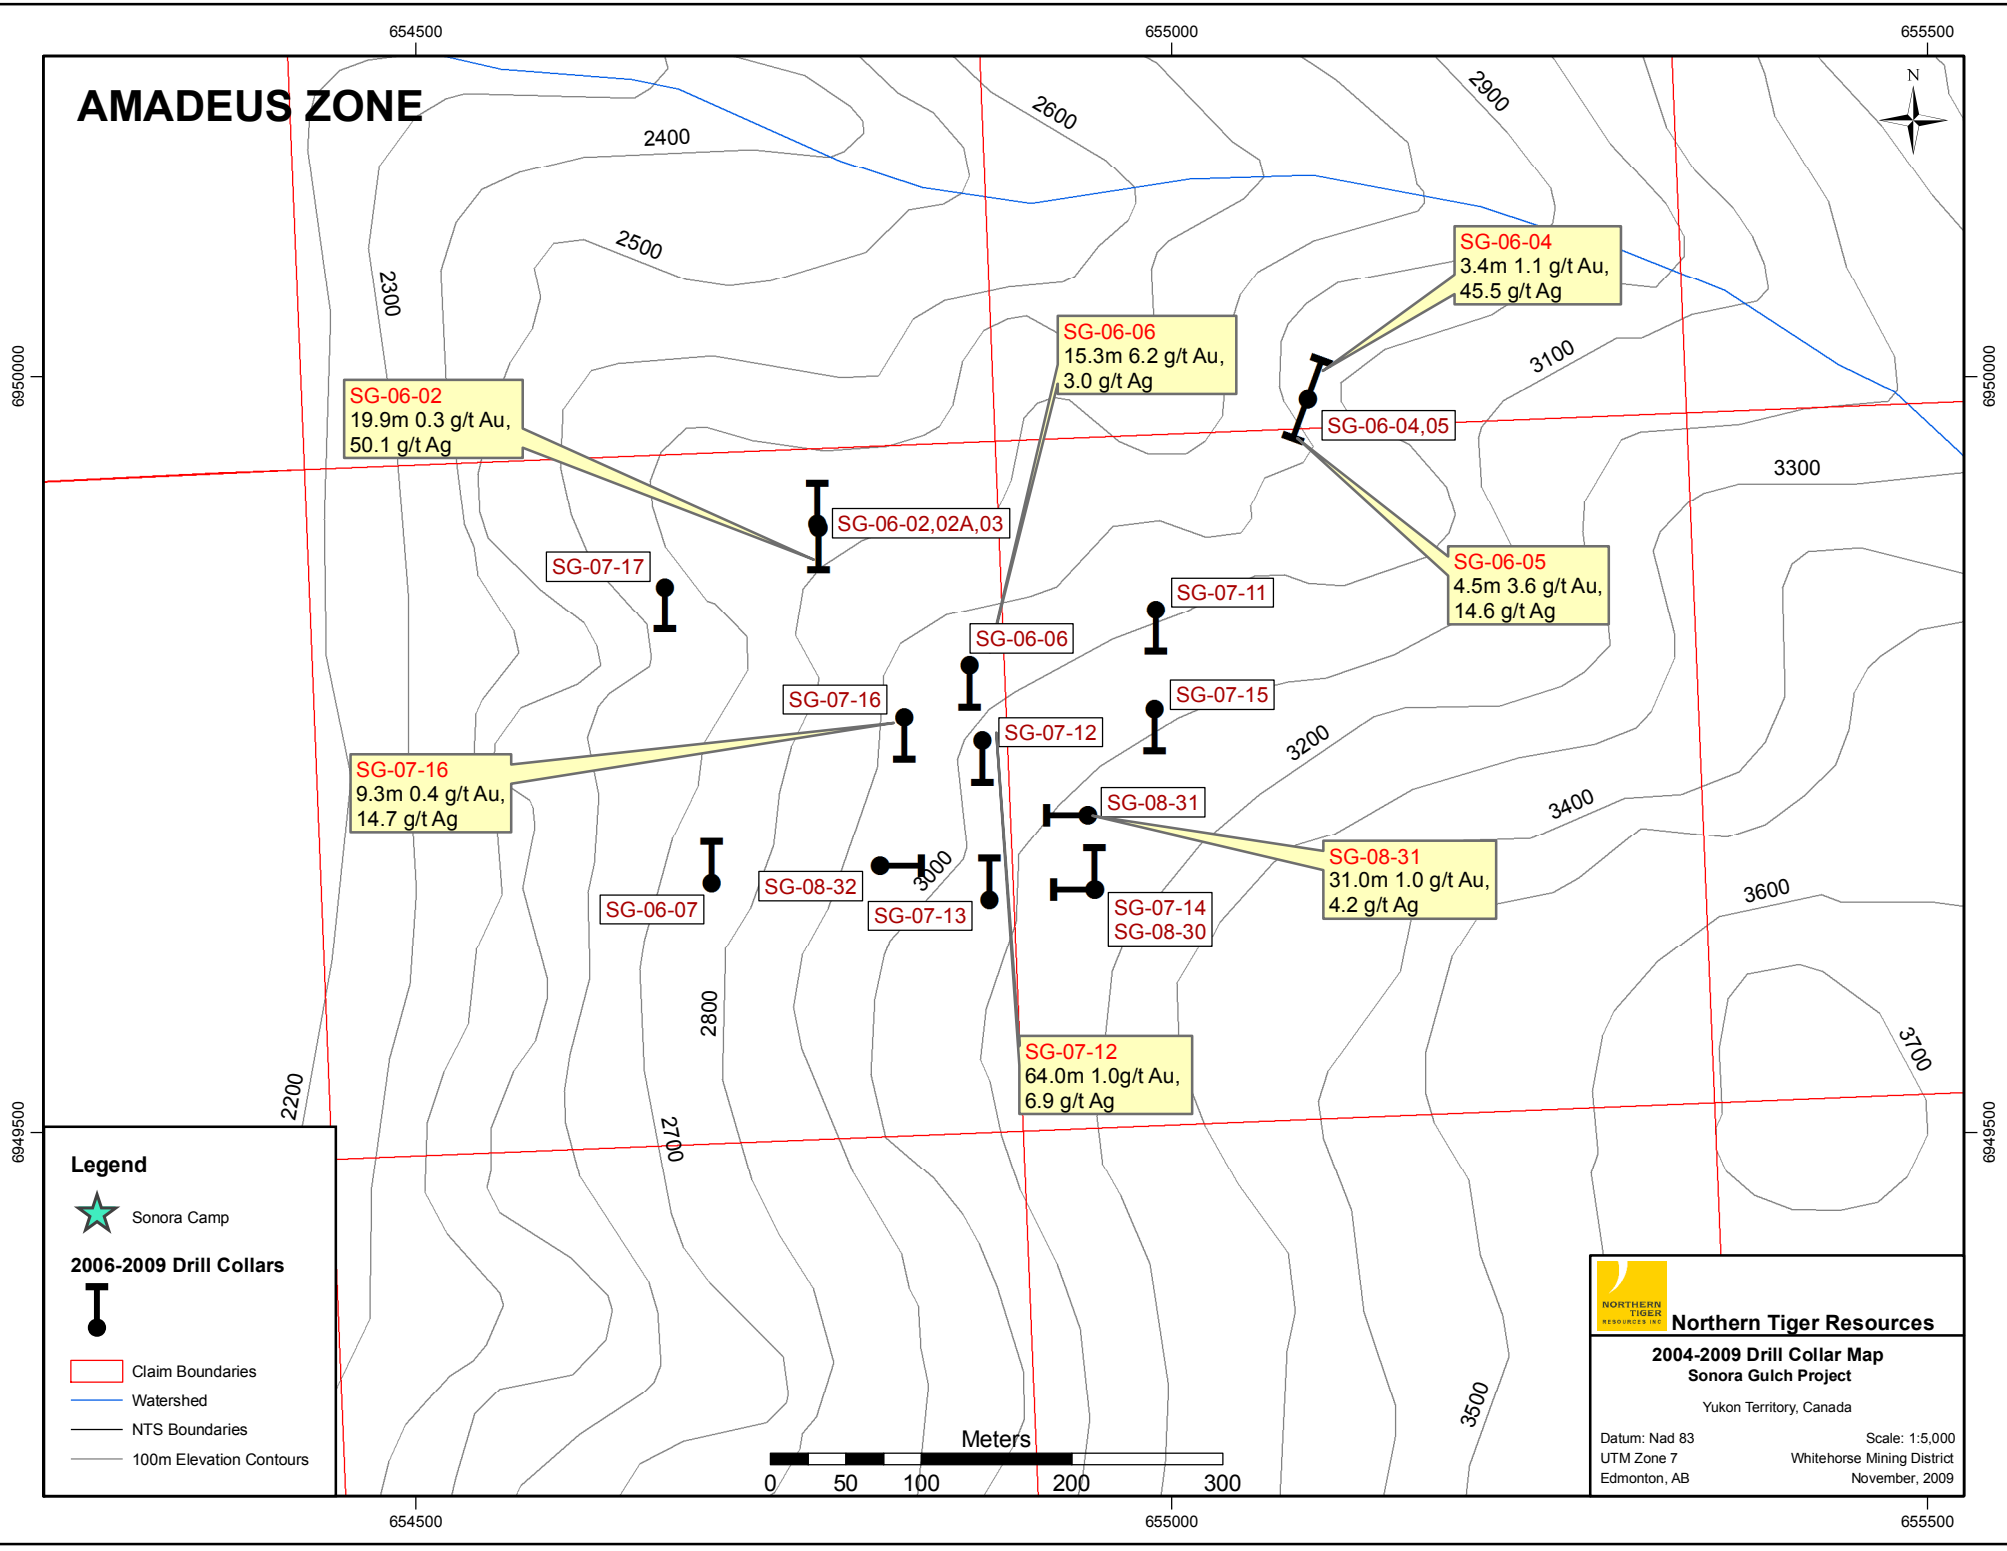 654500
655000
655500
AMADEUS ZONE
N
2400
2600
2900
2500
2300
SG-06-04
3.4m 1.1 g/t Au,
45.5 g/t Ag
SG-06-06
15.3m 6.2 g/t Au,
3.0 g/t Ag
3100
6950000
6950000
SG-06-02
19.9m 0.3 g/t Au,
50.1 g/t Ag
SG-06-04,05
3300
SG-06-02,02A,03
SG-07-17
SG-06-05
4.5m 3.6 g/t Au,
14.6 g/t Ag
SG-07-11
SG-06-06
SG-07-16
SG-07-15
SG-07-12
3200
SG-07-16
9.3m 0.4 g/t Au,
14.7 g/t Ag
SG-08-31
3400
SG-08-31
31.0m 1.0 g/t Au,
4.2 g/t Ag
3000
SG-08-32
3600
SG-06-07
SG-07-13
SG-07-14
SG-08-30
2800
3700
SG-07-12
64.0m 1.0g/t Au,
6.9 g/t Ag
2200
2700
6949500
6949500
Legend
Sonora Camp
2006-2009 Drill Collars
Claim Boundaries
Watershed
NTS Boundaries
100m Elevation Contours
3500
Meters
0 50 100 200 300
NORTHERN
TIGER
RESOURCES INC
Northern Tiger Resources
2004-2009 Drill Collar Map
Sonora Gulch Project
Yukon Territory, Canada
Datum: Nad 83
Scale: 1:5,000
UTM Zone 7
Whitehorse Mining District
Edmonton, AB
November, 2009
654500
655000
655500